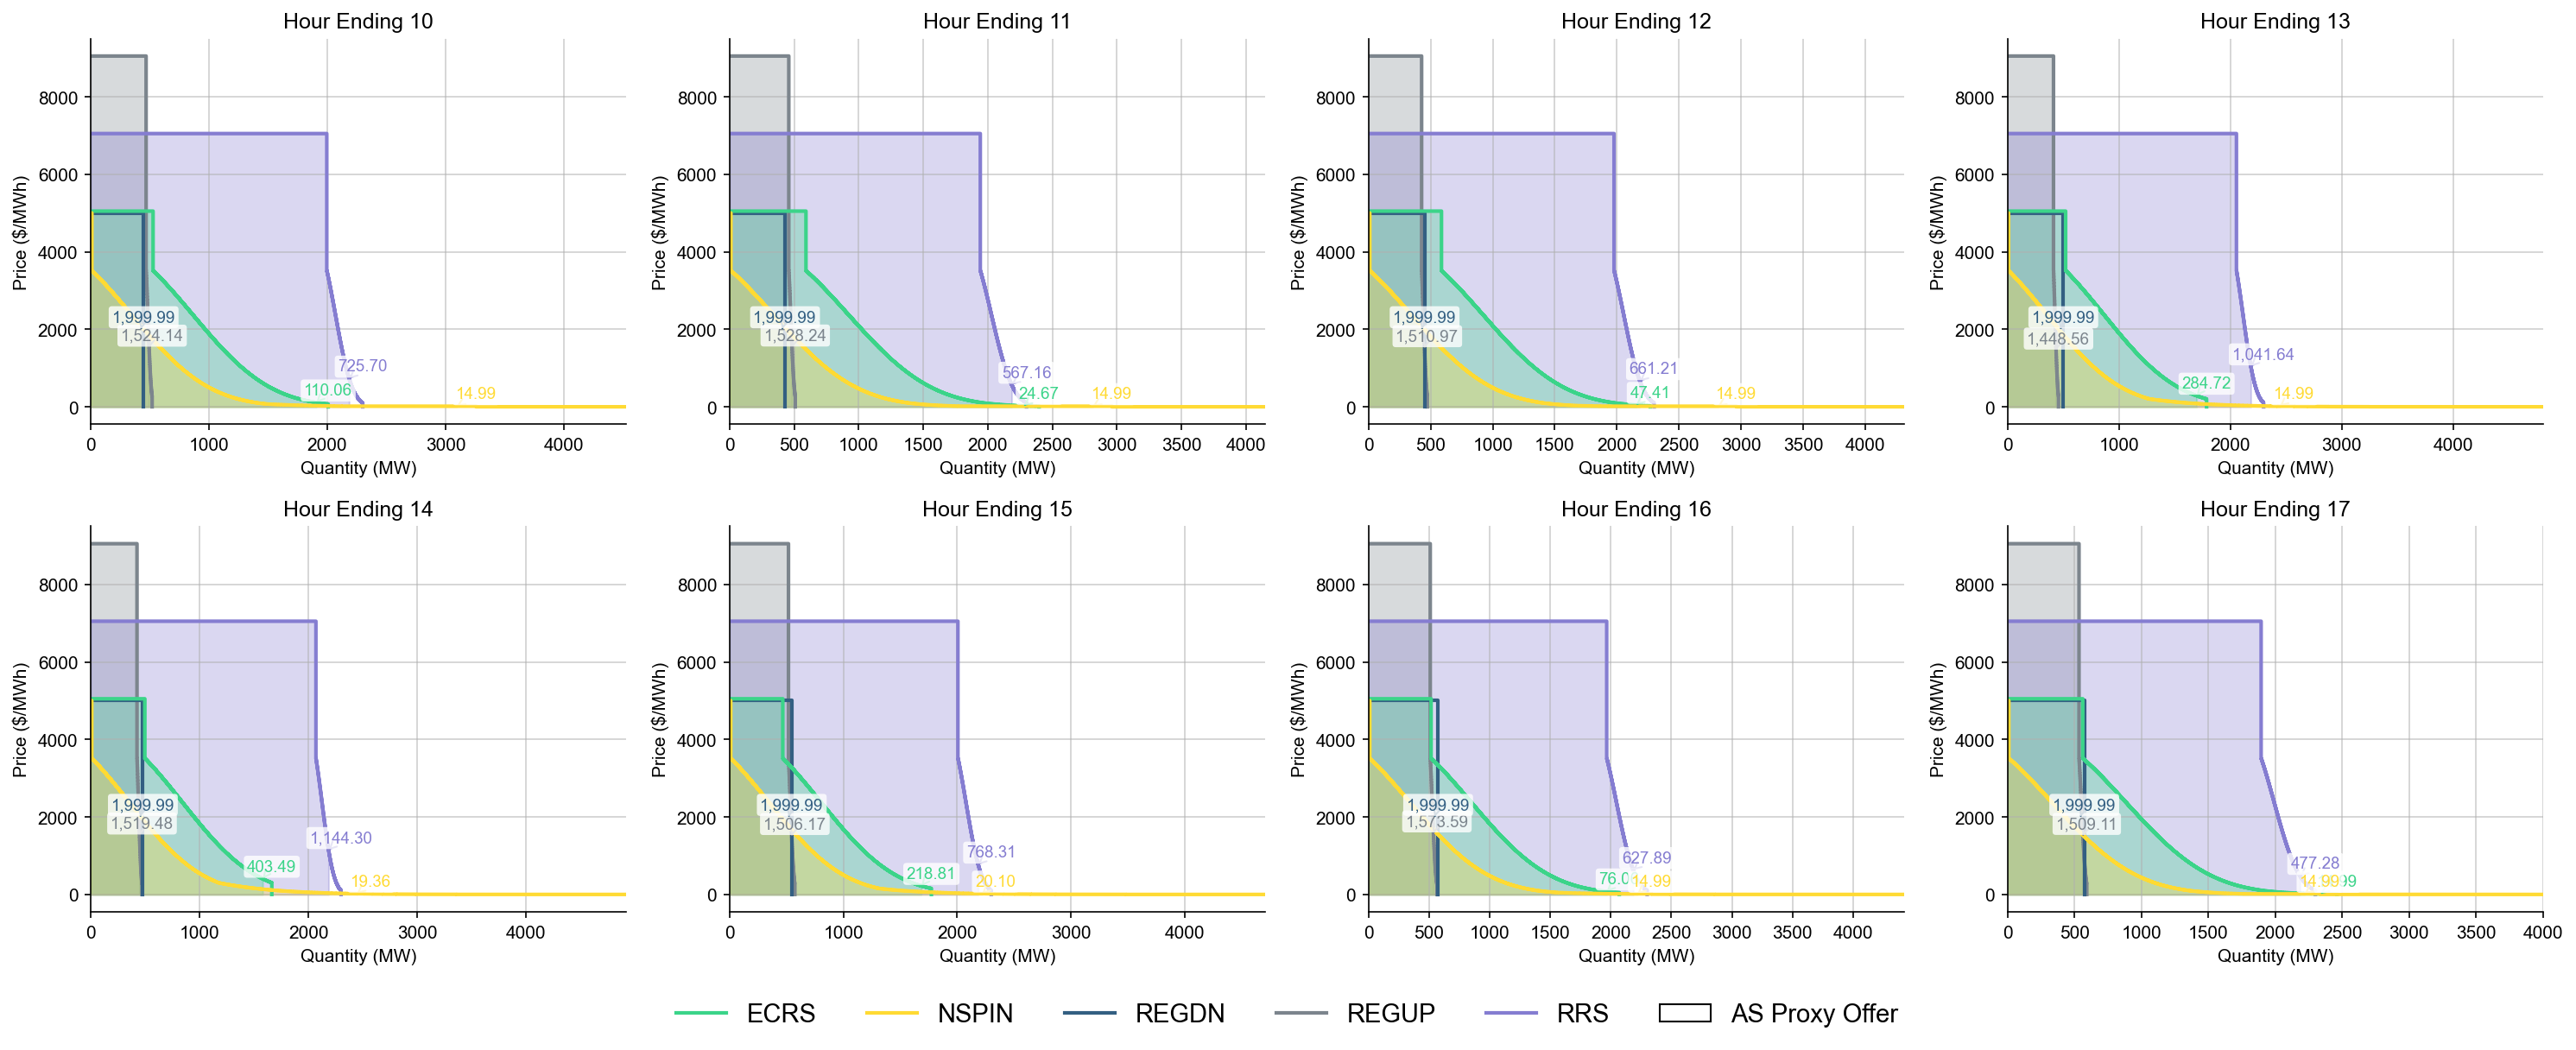 Hour Ending 10
Price ($/MWh)
8000
6000
4000
2000
0
1,999.99
1,524.14
725.70
110.06
14.99
0 1000 2000 3000 4000
Quantity (MW)
Hour Ending 11
Price ($/MWh)
8000
6000
4000
2000
0
1,999.99
1,528.24
567.16
24.67
14.99
0 500 1000 1500 2000 2500 3000 3500 4000
Quantity (MW)
Hour Ending 12
Price ($/MWh)
8000
6000
4000
2000
0
1,999.99
1,510.97
661.21
47.41
14.99
0 500 1000 1500 2000 2500 3000 3500 4000
Quantity (MW)
Hour Ending 13
Price ($/MWh)
8000
6000
4000
2000
0
1,999.99
1,448.56
1,041.64
284.72
14.99
0 1000 2000 3000 4000
Quantity (MW)
Hour Ending 14
Price ($/MWh)
8000
6000
4000
2000
0
1,999.99
1,519.48
1,144.30
403.49
19.36
0 1000 2000 3000 4000
Quantity (MW)
Hour Ending 15
Price ($/MWh)
8000
6000
4000
2000
0
1,999.99
1,506.17
768.31
218.81
20.10
0 1000 2000 3000 4000
Quantity (MW)
Hour Ending 16
Price ($/MWh)
8000
6000
4000
2000
0
1,999.99
1,573.59
627.89
76.0
14.99
0 500 1000 1500 2000 2500 3000 3500 4000
Quantity (MW)
Hour Ending 17
Price ($/MWh)
8000
6000
4000
2000
0
1,999.99
1,509.11
477.28
14.99
0 500 1000 1500 2000 2500 3000 3500 4000
Quantity (MW)
ECRS NSPIN REGDN REGUP RRS AS Proxy Offer